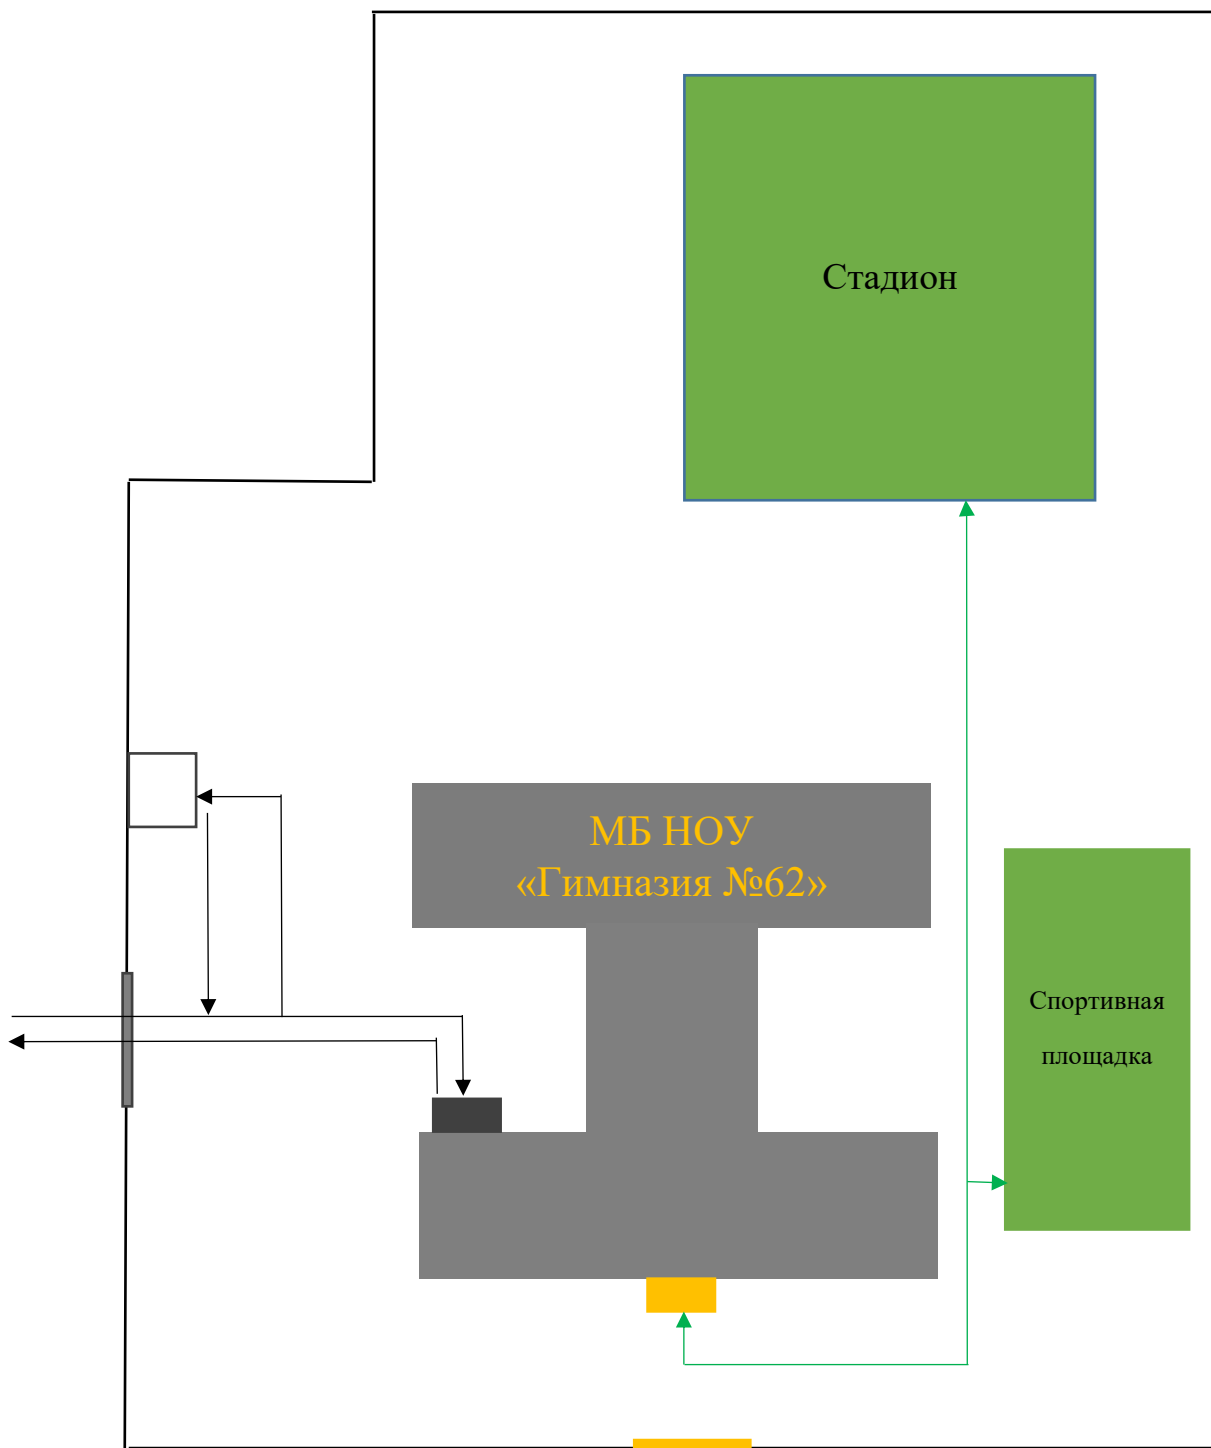 Стадион
МБ НОУ
«Гимназия №62»
Спортивная
площадка